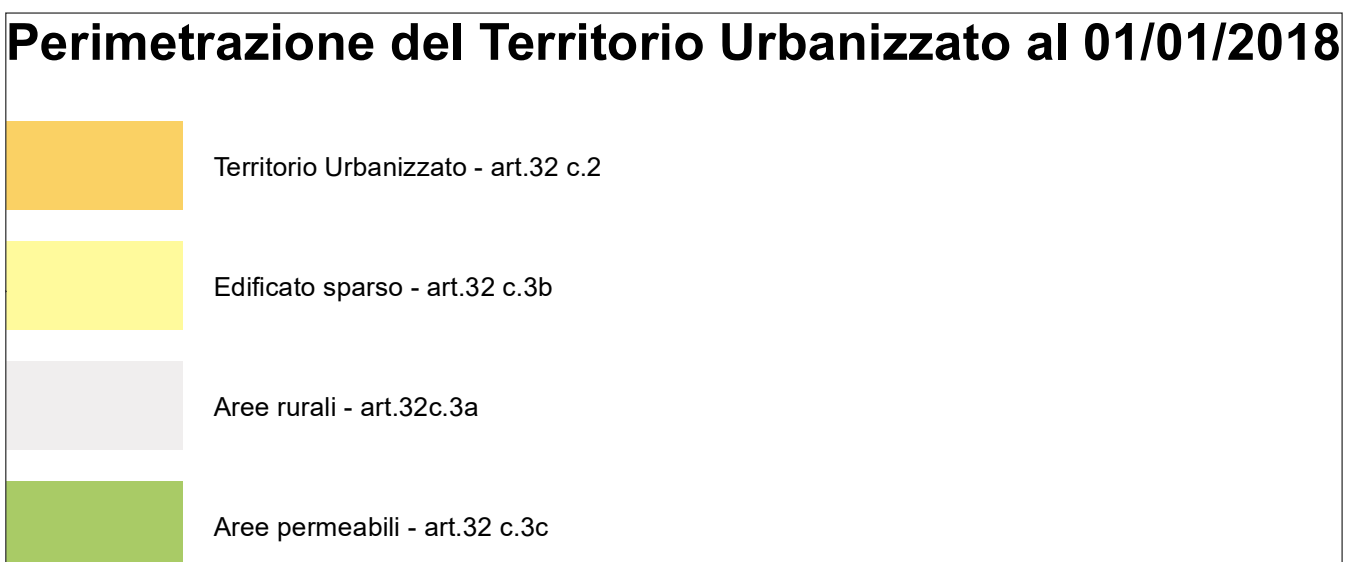 Perimetrazione del Territorio Urbanizzato al 01/01/2018
Territorio Urbanizzato - art.32 c.2
Edificato sparso - art.32 c.3b
Aree rurali - art.32c.3a
Aree permeabili - art.32 c.3c